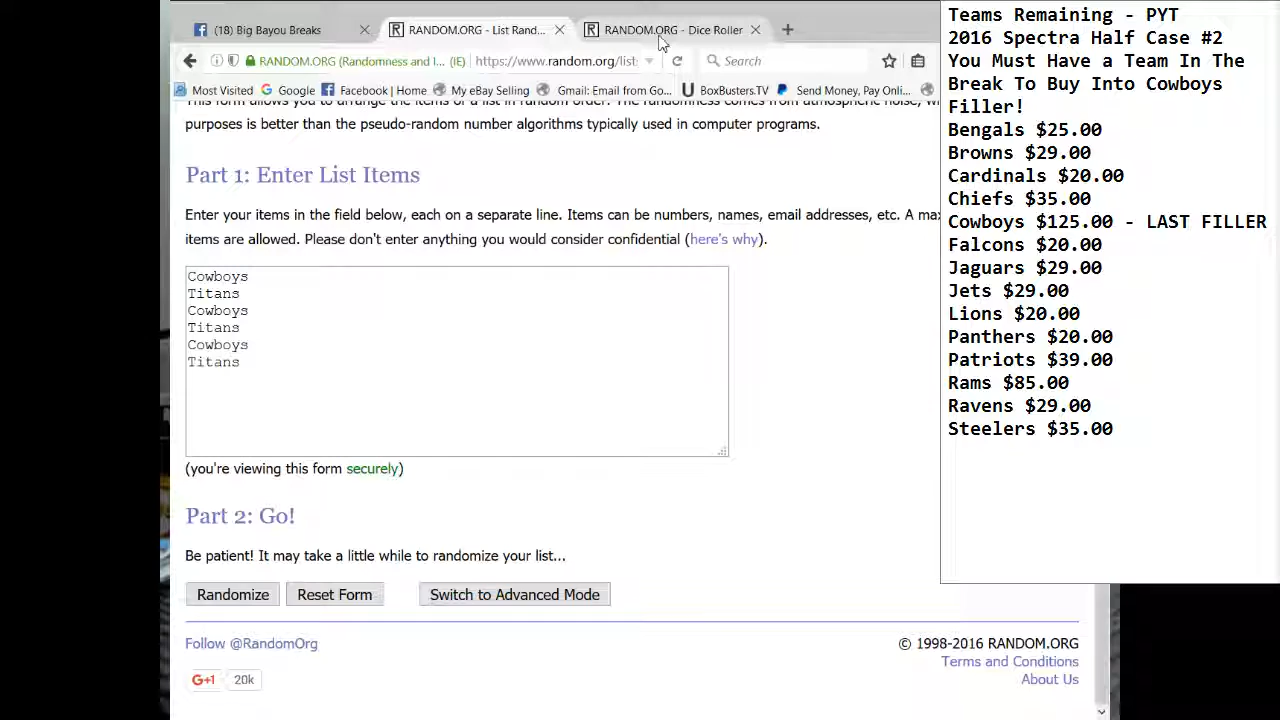 (18) Big Bayou Breaks
RANDOM.ORG - List Rand...
RANDOM.ORG - Dice Roller
RANDOM.ORG (Randomness and I... (IE)
https://www.random.org/list
Search
Most Visited
Google
Facebook | Home
My eBay Selling
Gmail: Email from Go...
BoxBusters.TV
Send Money, Pay Onli...
This form allows you to arrange the items of a list in random order. The randomness comes from atmospheric noise,
purposes is better than the pseudo-random number algorithms typically used in computer programs.
Part 1: Enter List Items
Enter your items in the field below, each on a separate line. Items can be numbers, names, email addresses, etc. A
items are allowed. Please don't enter anything you would consider confidential (here's why).
Cowboys
Titans
Cowboys
Titans
Cowboys
Titans
(you're viewing this form securely)
Part 2: Go!
Be patient! It may take a little while to randomize your list...
Randomize
Reset Form
Switch to Advanced Mode
Follow @RandomOrg
G+1 20k
© 1998-2016 RANDOM.ORG
Terms and Conditions
About Us
Teams Remaining - PYT
2016 Spectra Half Case #2
You Must Have a Team In The
Break To Buy Into Cowboys
Filler!
Bengals $25.00
Browns $29.00
Cardinals $20.00
Chiefs $35.00
Cowboys $125.00 - LAST FILLER
Falcons $20.00
Jaguars $29.00
Jets $29.00
Lions $20.00
Panthers $20.00
Patriots $39.00
Rams $85.00
Ravens $29.00
Steelers $35.00